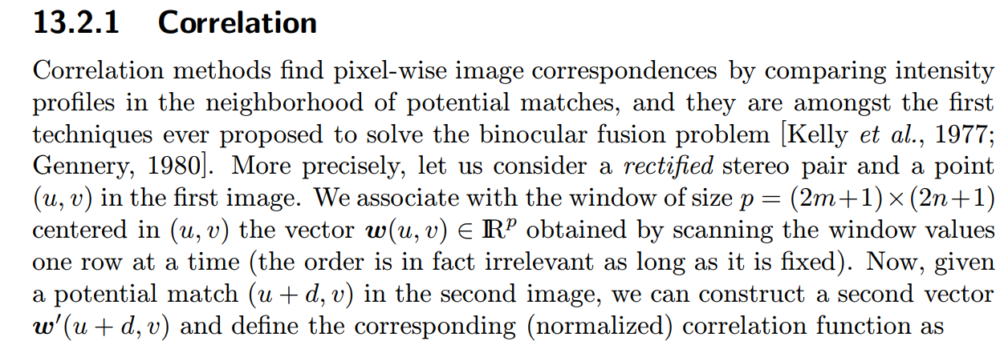 13.2.1 Correlation
Correlation methods find pixel-wise image correspondences by comparing intensity
profiles in the neighborhood of potential matches, and they are amongst the first
techniques ever proposed to solve the binocular fusion problem [Kelly et al., 1977;
Gennery, 1980]. More precisely, let us consider a rectified stereo pair and a point
(u, v) in the first image. We associate with the window of size p = (2m+1)×(2n+1)
centered in (u, v) the vector w(u, v) ∈ ℝᵖ obtained by scanning the window values
one row at a time (the order is in fact irrelevant as long as it is fixed). Now, given
a potential match (u + d, v) in the second image, we can construct a second vector
w′(u + d, v) and define the corresponding (normalized) correlation function as